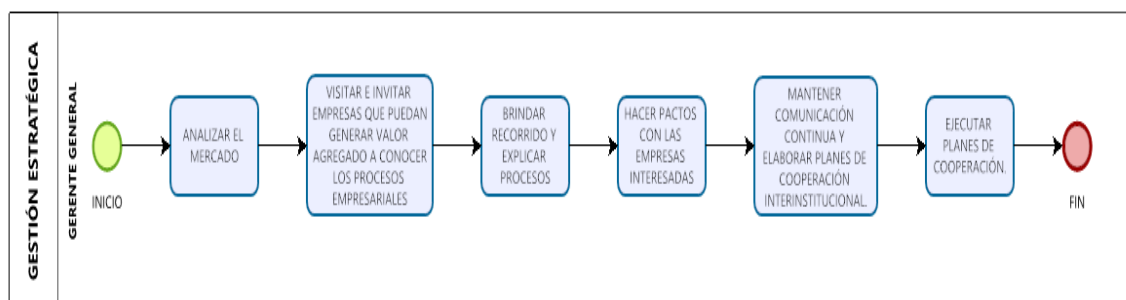 GESTIÓN ESTRATÉGICA
GERENTE GENERAL
INICIO
ANALIZAR EL
MERCADO
VISITAR E INVITAR
EMPRESAS QUE PUEDAN
GENERAR VALOR
AGREGADO A CONOCER
LOS PROCESOS
EMPRESARIALES
BRINDAR
RECORRIDO Y
EXPLICAR
PROCESOS
HACER PACTOS
CON LAS
EMPRESAS
INTERESADAS
MANTENER
COMUNICACIÓN
CONTINUA Y
ELABORAR PLANES DE
COOPERACIÓN
INTERINSTITUCIONAL.
EJECUTAR
PLANES DE
COOPERACIÓN.
FIN